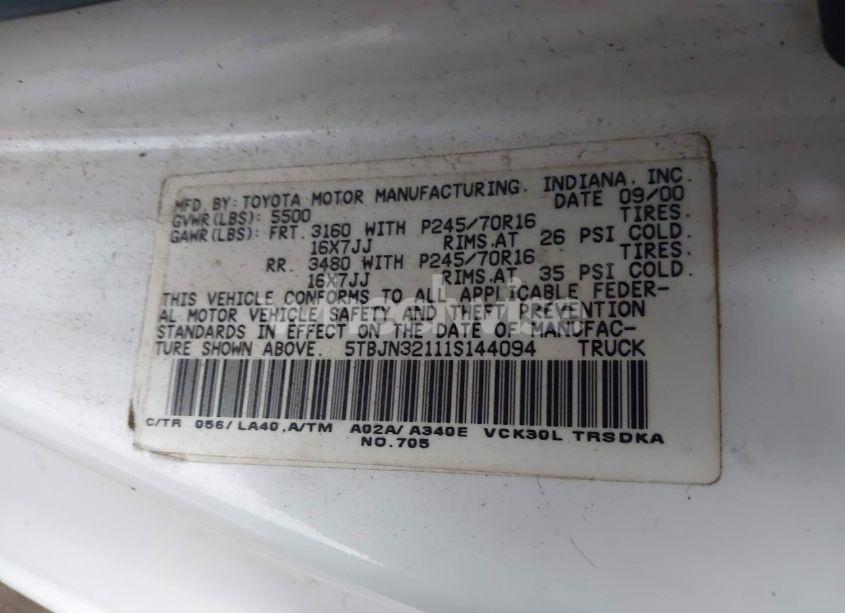 MFD. BY: TOYOTA MOTOR MANUFACTURING, INDIANA, INC.
GVWR(LBS): 5500 DATE 09/00
GAWR(LBS): FRT. 3160 WITH P245/70R16 TIRES.
16X7JJ RIMS.AT 26 PSI COLD.
RR. 3480 WITH P245/70R16 TIRES.
16X7JJ RIMS.AT 35 PSI COLD.
THIS VEHICLE CONFORMS TO ALL APPLICABLE FEDER-
AL MOTOR VEHICLE SAFETY AND THEFT PREVENTION
STANDARDS IN EFFECT ON THE DATE OF MANUFAC-
TURE SHOWN ABOVE. 5TBJN32111S144094 TRUCK
C/TR 056/LA40,A/TM A02A/A340E VCK30L TRSDKA
NO.705